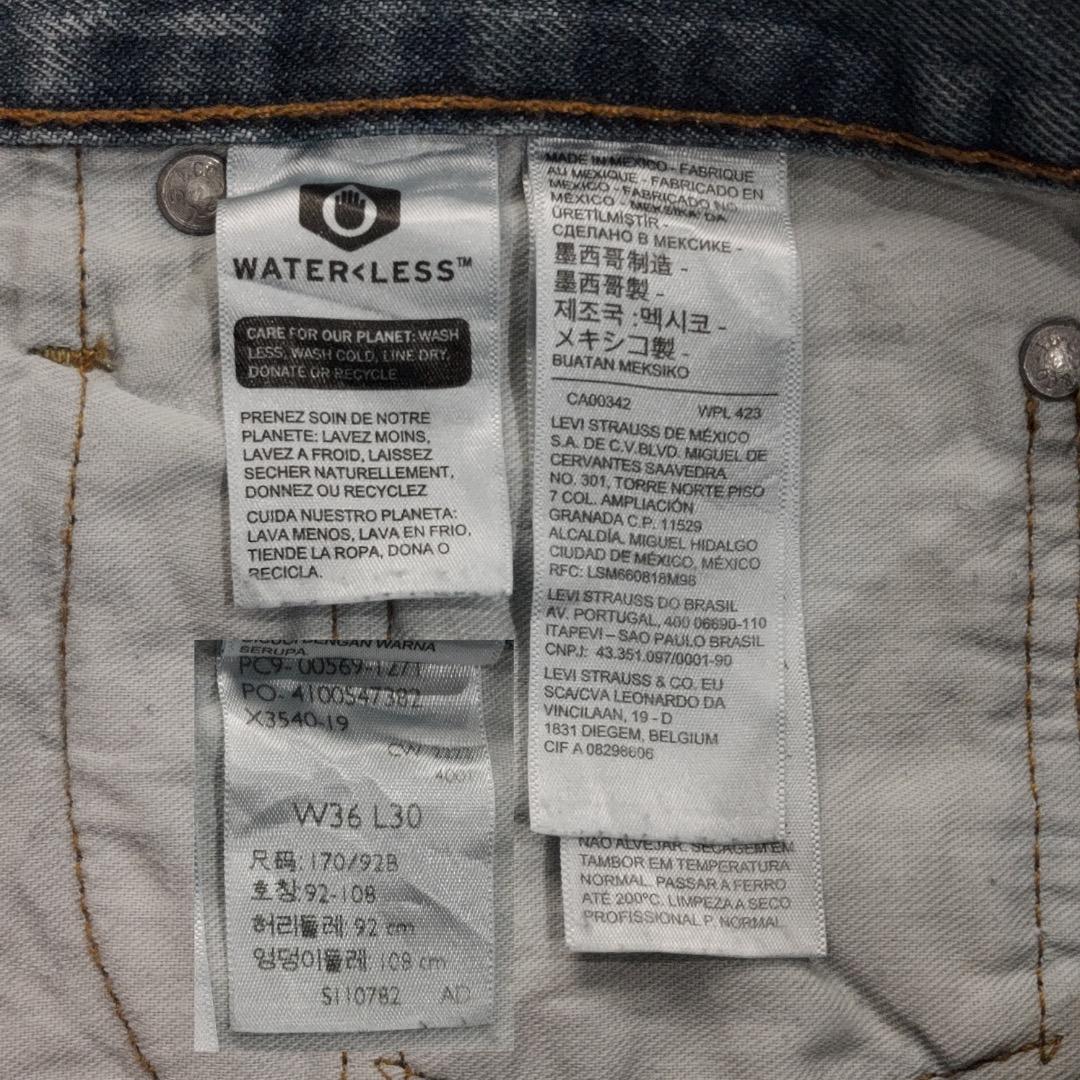 WATER<LESS™
CARE FOR OUR PLANET: WASH
LESS, WASH COLD, LINE DRY,
DONATE OR RECYCLE
PRENEZ SOIN DE NOTRE
PLANETE: LAVEZ MOINS,
LAVEZ A FROID, LAISSEZ
SECHER NATURELLEMENT,
DONNEZ OU RECYCLEZ
CUIDA NUESTRO PLANETA:
LAVA MENOS, LAVA EN FRIO,
TIENDE LA ROPA, DONA O
RECICLA.
DENGAN WARNA
SERUPA.
PC9-00569-1271
PO-4100547382
X3540-19
CW
4001
W36 L30
尺码: 170/92B
호칭:92-108
허리둘레: 92 cm
엉덩이둘레 108 cm
S110782 AD
MADE IN MEXICO - FABRIQUE
AU MEXIQUE - FABRICADO EN
MÉXICO - FABRICADO NO
MÉXICO - MEKSIKA'DA
ÜRETİLMİŞTİR -
СДЕЛАНО В МЕКСИКЕ -
墨西哥制造 -
墨西哥製 -
제조국 :멕시코 -
メキシコ製 -
BUATAN MEKSIKO
CA00342 WPL 423
LEVI STRAUSS DE MÉXICO
S.A. DE C.V.BLVD. MIGUEL DE
CERVANTES SAAVEDRA
NO. 301, TORRE NORTE PISO
7 COL. AMPLIACIÓN
GRANADA C.P. 11529
ALCALDÍA, MIGUEL HIDALGO
CIUDAD DE MÉXICO, MÉXICO
RFC: LSM660818M98
LEVI STRAUSS DO BRASIL
AV. PORTUGAL, 400 06690-110
ITAPEVI – SAO PAULO BRASIL
CNPJ: 43.351.097/0001-90
LEVI STRAUSS & CO. EU
SCA/CVA LEONARDO DA
VINCILAAN, 19 - D
1831 DIEGEM, BELGIUM
CIF A 08298606
NÃO ALVEJAR. SECAGEM EM
TAMBOR EM TEMPERATURA
NORMAL. PASSAR A FERRO
ATÉ 200°C. LIMPEZA A SECO
PROFISSIONAL P. NORMAL